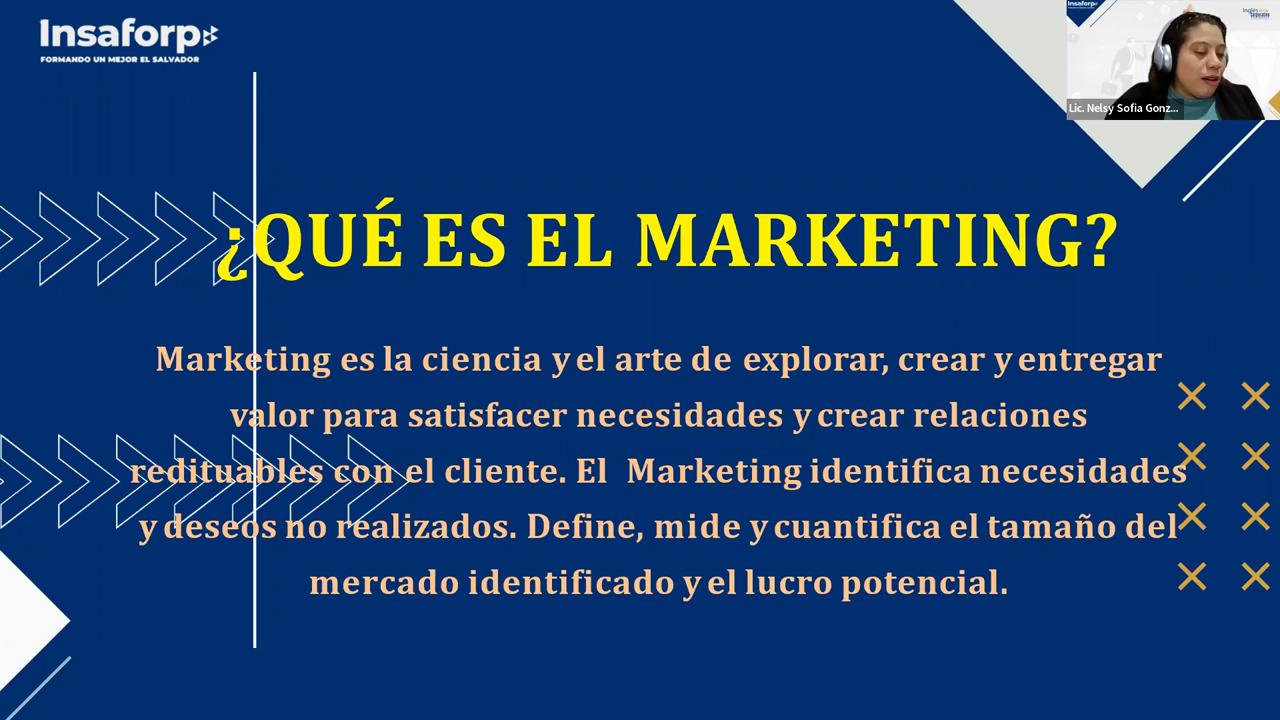 Insaforp
FORMANDO UN MEJOR EL SALVADOR
Lic. Nelsy Sofia Gonz...
¿QUÉ ES EL MARKETING?
Marketing es la ciencia y el arte de explorar, crear y entregar
valor para satisfacer necesidades y crear relaciones
redituables con el cliente. El Marketing identifica necesidades
y deseos no realizados. Define, mide y cuantifica el tamaño del
mercado identificado y el lucro potencial.